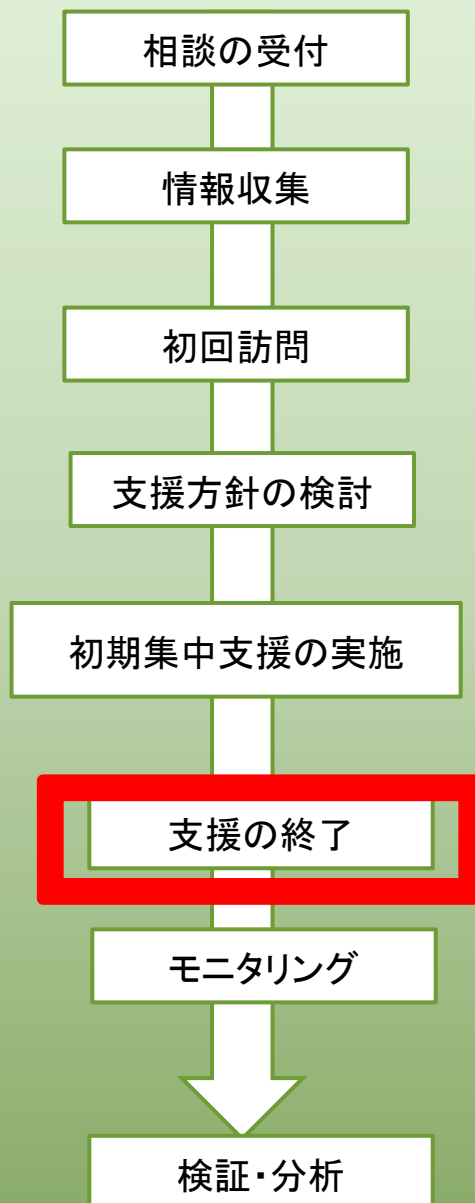 相談の受付
情報収集
初回訪問
支援方針の検討
初期集中支援の実施
支援の終了
モニタリング
検証・分析